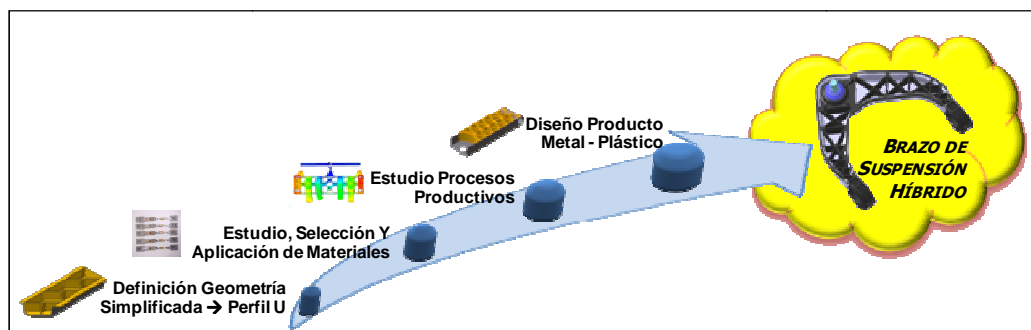 Diseño Producto
Metal - Plástico
BRAZO DE
SUSPENSIÓN
HÍBRIDO
Estudio Procesos
Productivos
Estudio, Selección Y
Aplicación de Materiales
Definición Geometría
Simplificada → Perfil U